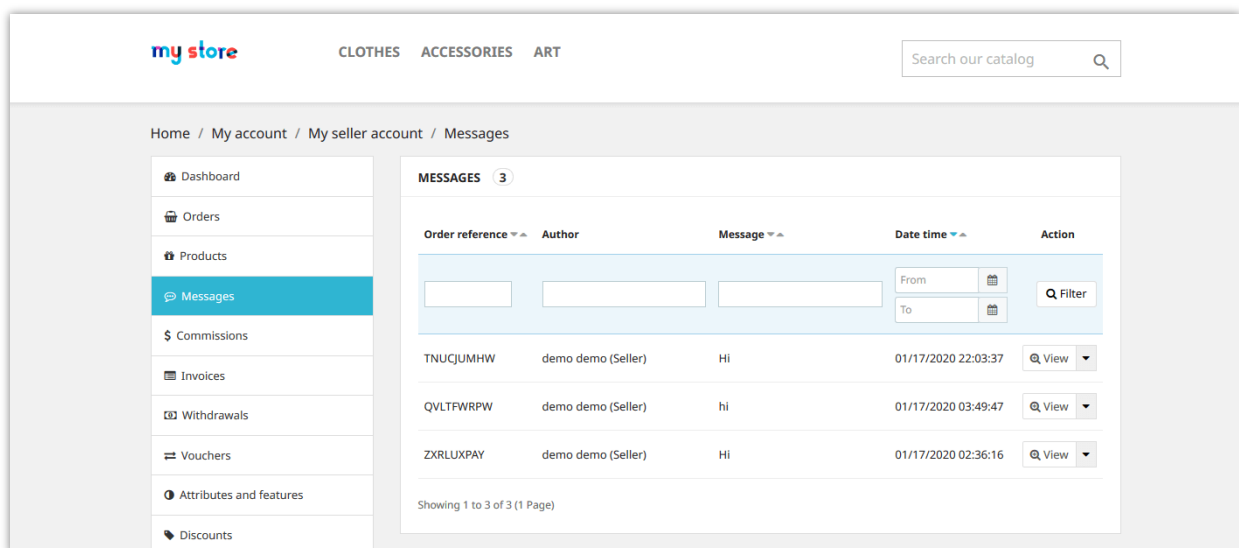 my store
CLOTHES ACCESSORIES ART
Search our catalog
Home / My account / My seller account / Messages
Dashboard
Orders
Products
Messages
$ Commissions
Invoices
Withdrawals
Vouchers
Attributes and features
Discounts
MESSAGES 3
Order reference Author Message Date time Action
From
To
Filter
TNUCJUMHW demo demo (Seller) Hi 01/17/2020 22:03:37 View
QVLTFWRPW demo demo (Seller) hi 01/17/2020 03:49:47 View
ZXRLUXPAY demo demo (Seller) Hi 01/17/2020 02:36:16 View
Showing 1 to 3 of 3 (1 Page)